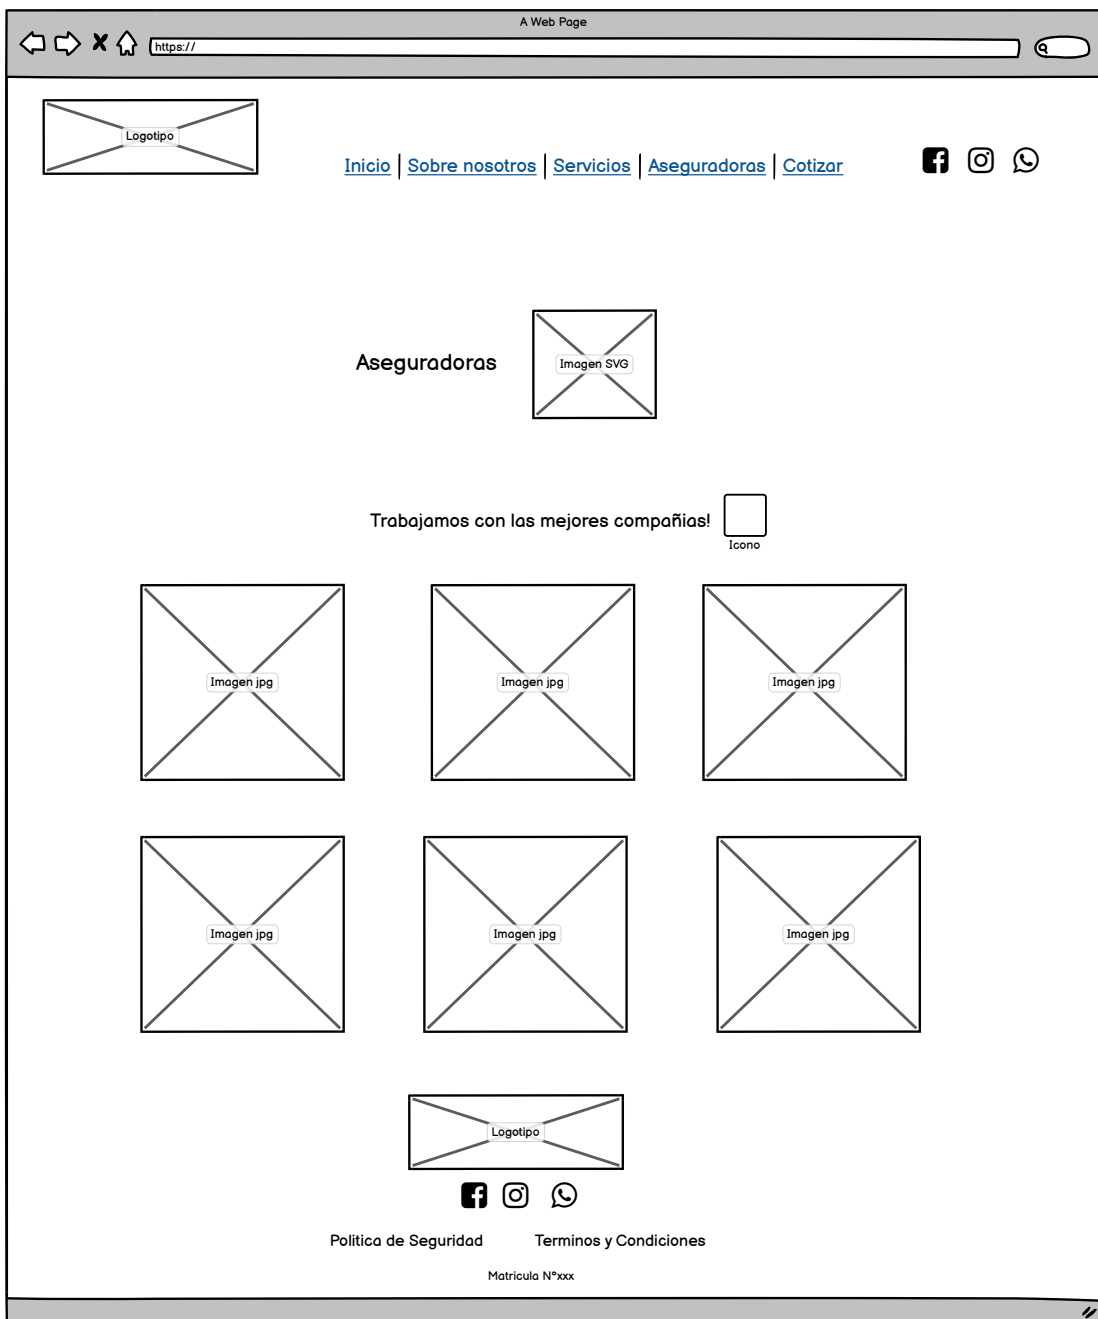 A Web Page
https://
Logotipo
Inicio | Sobre nosotros | Servicios | Aseguradoras | Cotizar
Aseguradoras
Imagen SVG
Trabajamos con las mejores compañias!
Icono
Imagen jpg
Imagen jpg
Imagen jpg
Imagen jpg
Imagen jpg
Imagen jpg
Logotipo
Politica de Seguridad
Terminos y Condiciones
Matricula N°xxx